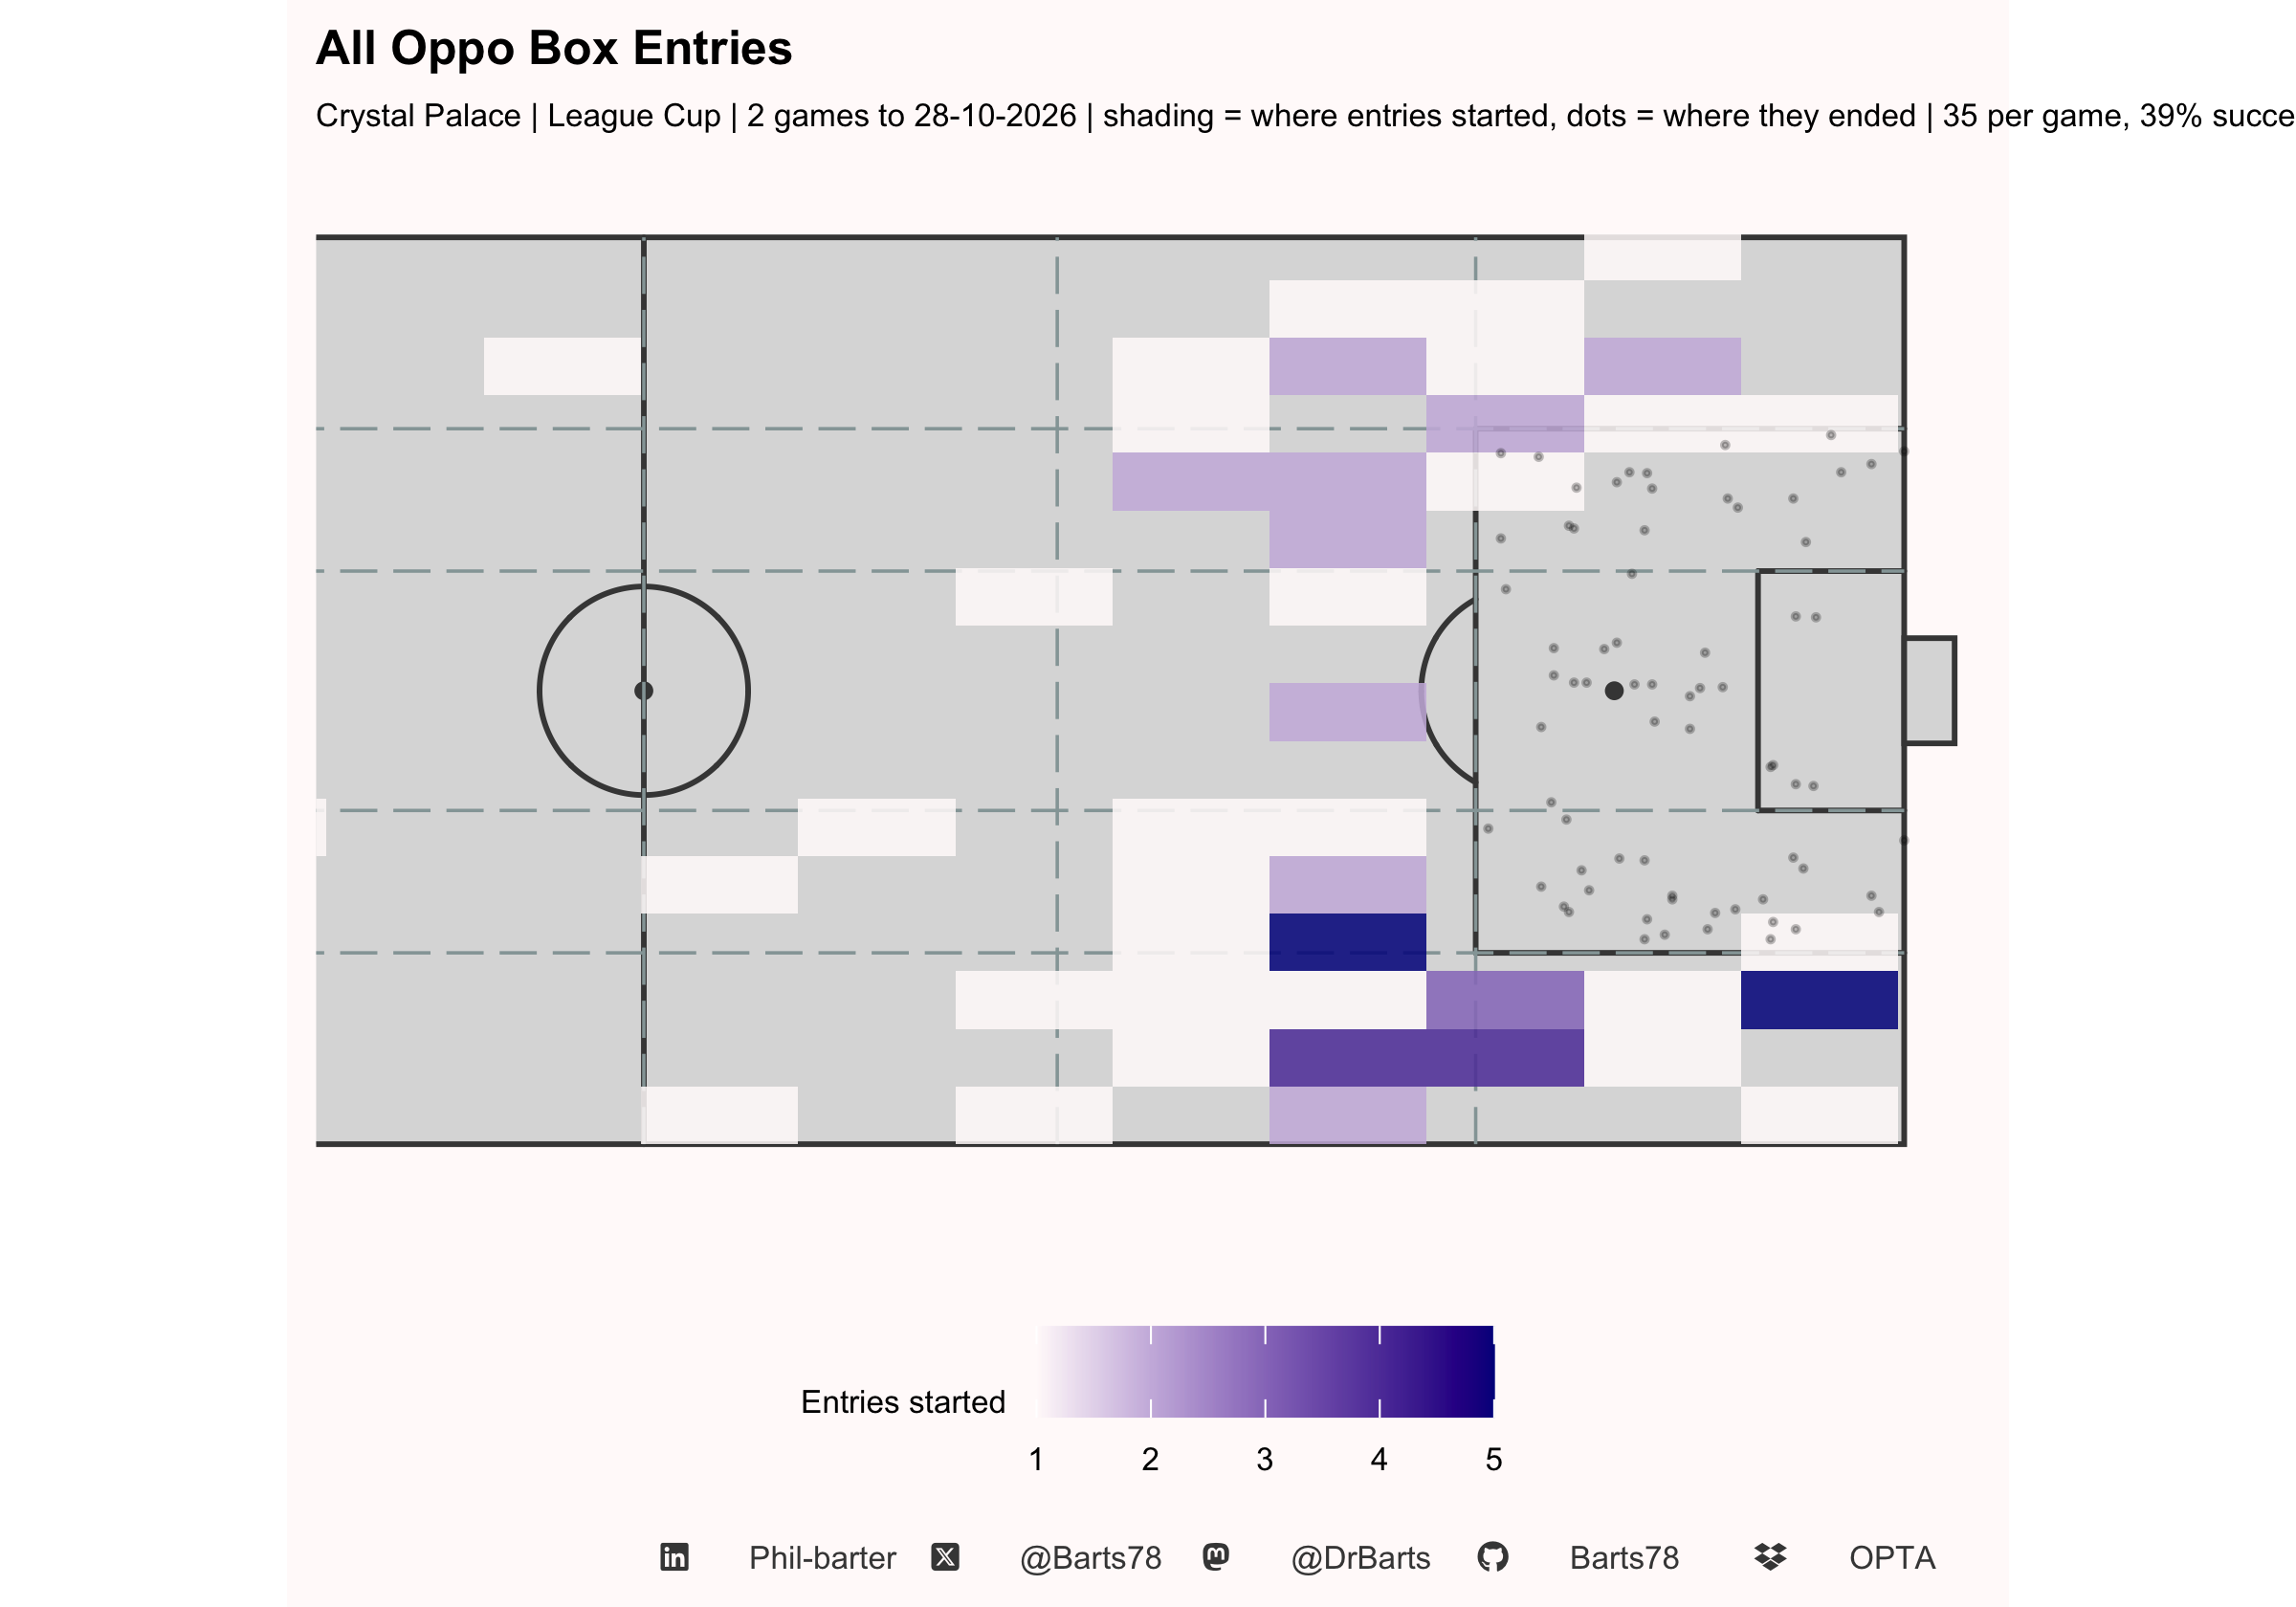 All Oppo Box Entries
Crystal Palace | League Cup | 2 games to 28-10-2026 | shading = where entries started, dots = where they ended | 35 per game, 39%
Entries started
1 2 3 4 5
Phil-barter @Barts78 @DrBarts Barts78 OPTA